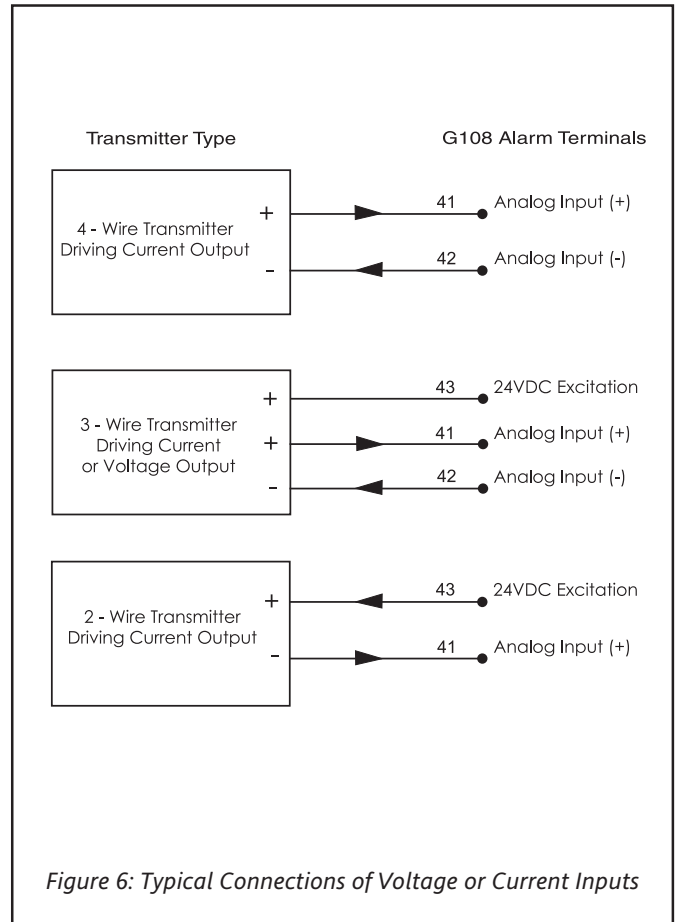 Transmitter Type G108 Alarm Terminals
4 - Wire Transmitter
Driving Current Output
+ 41 Analog Input (+)
- 42 Analog Input (-)
3 - Wire Transmitter
Driving Current
or Voltage Output
+ 43 24VDC Excitation
+ 41 Analog Input (+)
- 42 Analog Input (-)
2 - Wire Transmitter
Driving Current Output
+ 43 24VDC Excitation
- 41 Analog Input (+)
Figure 6: Typical Connections of Voltage or Current Inputs